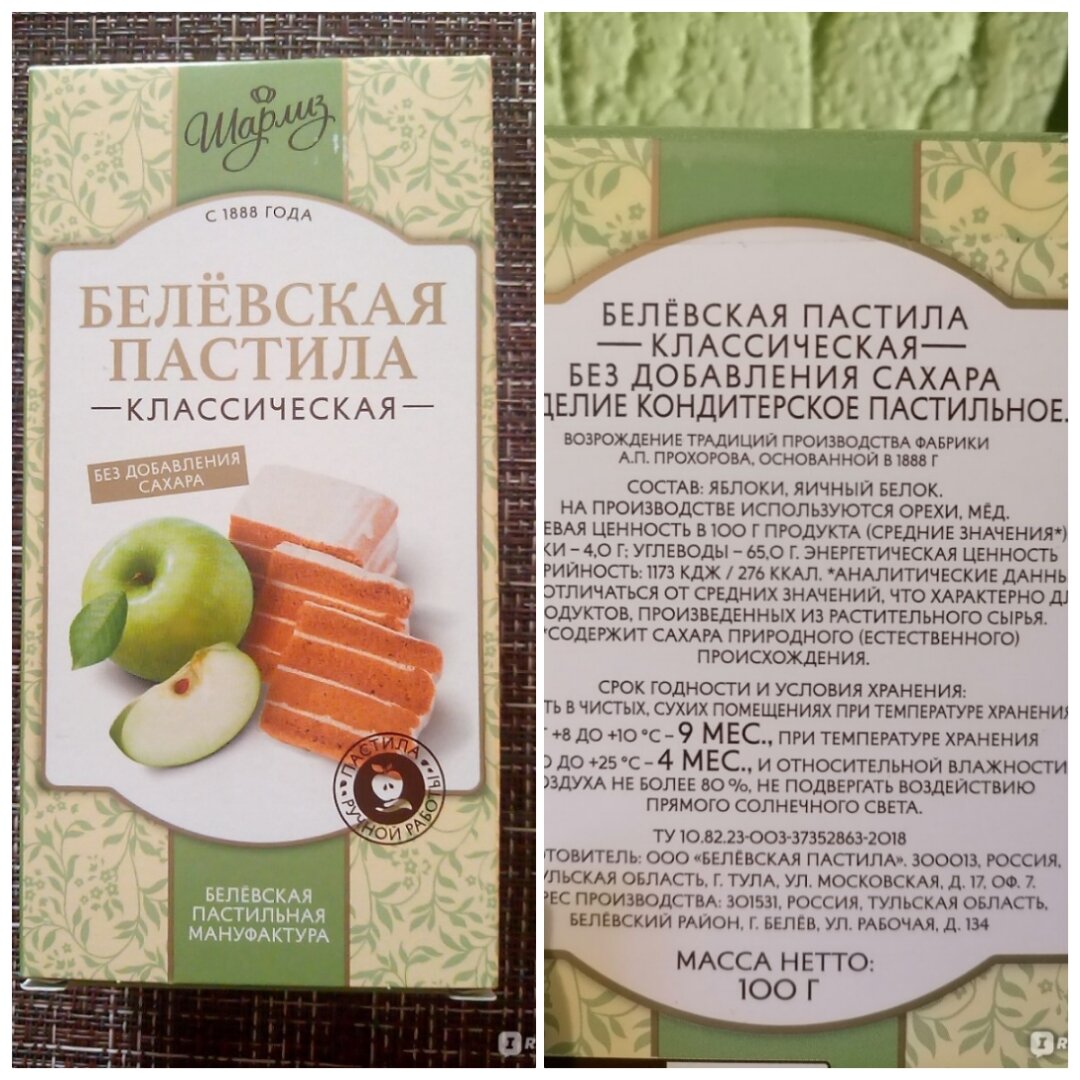 Шарлиз
С 1888 ГОДА
БЕЛЁВСКАЯ
ПАСТИЛА
КЛАССИЧЕСКАЯ
БЕЗ ДОБАВЛЕНИЯ
САХАРА
ПАСТИЛА
РУЧНОЙ РАБОТЫ
БЕЛЁВСКАЯ
ПАСТИЛЬНАЯ
МАНУФАКТУРА
БЕЛЁВСКАЯ ПАСТИЛА
КЛАССИЧЕСКАЯ
БЕЗ ДОБАВЛЕНИЯ САХАРА
ДЕЛИЕ КОНДИТЕРСКОЕ ПАСТИЛЬНОЕ.
ВОЗРОЖДЕНИЕ ТРАДИЦИЙ ПРОИЗВОДСТВА ФАБРИКИ
А.П. ПРОХОРОВА, ОСНОВАННОЙ В 1888 Г
СОСТАВ: ЯБЛОКИ, ЯИЧНЫЙ БЕЛОК.
НА ПРОИЗВОДСТВЕ ИСПОЛЬЗУЮТСЯ ОРЕХИ, МЁД.
ЕВАЯ ЦЕННОСТЬ В 100 Г ПРОДУКТА (СРЕДНИЕ ЗНАЧЕНИЯ*)
КИ – 4,0 Г; УГЛЕВОДЫ – 65,0 Г. ЭНЕРГЕТИЧЕСКАЯ ЦЕННОСТЬ
РИЙНОСТЬ: 1173 КДЖ / 276 ККАЛ. *АНАЛИТИЧЕСКИЕ ДАННЫ
ОТЛИЧАТЬСЯ ОТ СРЕДНИХ ЗНАЧЕНИЙ, ЧТО ХАРАКТЕРНО ДЛ
ОДУКТОВ, ПРОИЗВЕДЕННЫХ ИЗ РАСТИТЕЛЬНОГО СЫРЬЯ.
*СОДЕРЖИТ САХАРА ПРИРОДНОГО (ЕСТЕСТВЕННОГО)
ПРОИСХОЖДЕНИЯ.
СРОК ГОДНОСТИ И УСЛОВИЯ ХРАНЕНИЯ:
ТЬ В ЧИСТЫХ, СУХИХ ПОМЕЩЕНИЯХ ПРИ ТЕМПЕРАТУРЕ ХРАНЕНИЯ
+8 ДО +10 °С – 9 МЕС., ПРИ ТЕМПЕРАТУРЕ ХРАНЕНИЯ
ДО +25 °С – 4 МЕС., И ОТНОСИТЕЛЬНОЙ ВЛАЖНОСТИ
ОЗДУХА НЕ БОЛЕЕ 80 %, НЕ ПОДВЕРГАТЬ ВОЗДЕЙСТВИЮ
ПРЯМОГО СОЛНЕЧНОГО СВЕТА.
ТУ 10.82.23-003-37352863-2018
ОТОВИТЕЛЬ: ООО «БЕЛЁВСКАЯ ПАСТИЛА». 300013, РОССИЯ,
УЛЬСКАЯ ОБЛАСТЬ, Г. ТУЛА, УЛ. МОСКОВСКАЯ, Д. 17, ОФ. 7.
РЕС ПРОИЗВОДСТВА: 301531, РОССИЯ, ТУЛЬСКАЯ ОБЛАСТЬ,
БЕЛЁВСКИЙ РАЙОН, Г. БЕЛЁВ, УЛ. РАБОЧАЯ, Д. 134
МАССА НЕТТО:
100 Г